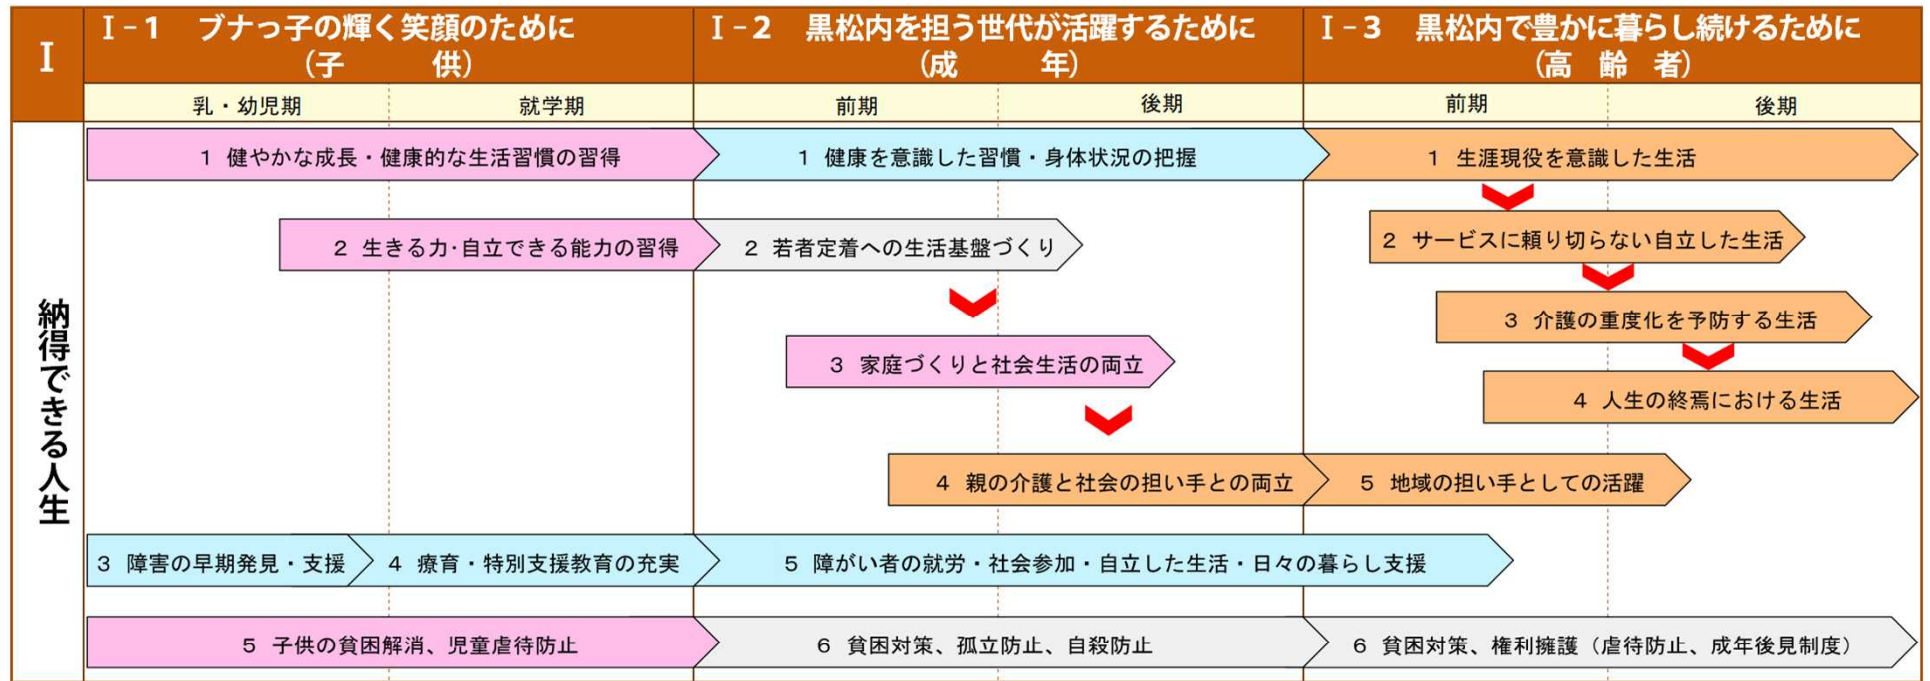 Ⅰ
Ⅰ-1 ブナっ子の輝く笑顔のために
（子 供）
Ⅰ-2 黒松内を担う世代が活躍するために
（成 年）
Ⅰ-3 黒松内で豊かに暮らし続けるために
（高 齢 者）
乳・幼児期
就学期
前期
後期
前期
後期
納得できる人生
1 健やかな成長・健康的な生活習慣の習得
1 健康を意識した習慣・身体状況の把握
1 生涯現役を意識した生活
2 生きる力･自立できる能力の習得
2 若者定着への生活基盤づくり
2 サービスに頼り切らない自立した生活
3 介護の重度化を予防する生活
3 家庭づくりと社会生活の両立
4 人生の終焉における生活
4 親の介護と社会の担い手との両立
5 地域の担い手としての活躍
3 障害の早期発見・支援
4 療育・特別支援教育の充実
5 障がい者の就労・社会参加・自立した生活・日々の暮らし支援
5 子供の貧困解消、児童虐待防止
6 貧困対策、孤立防止、自殺防止
6 貧困対策、権利擁護（虐待防止、成年後見制度）